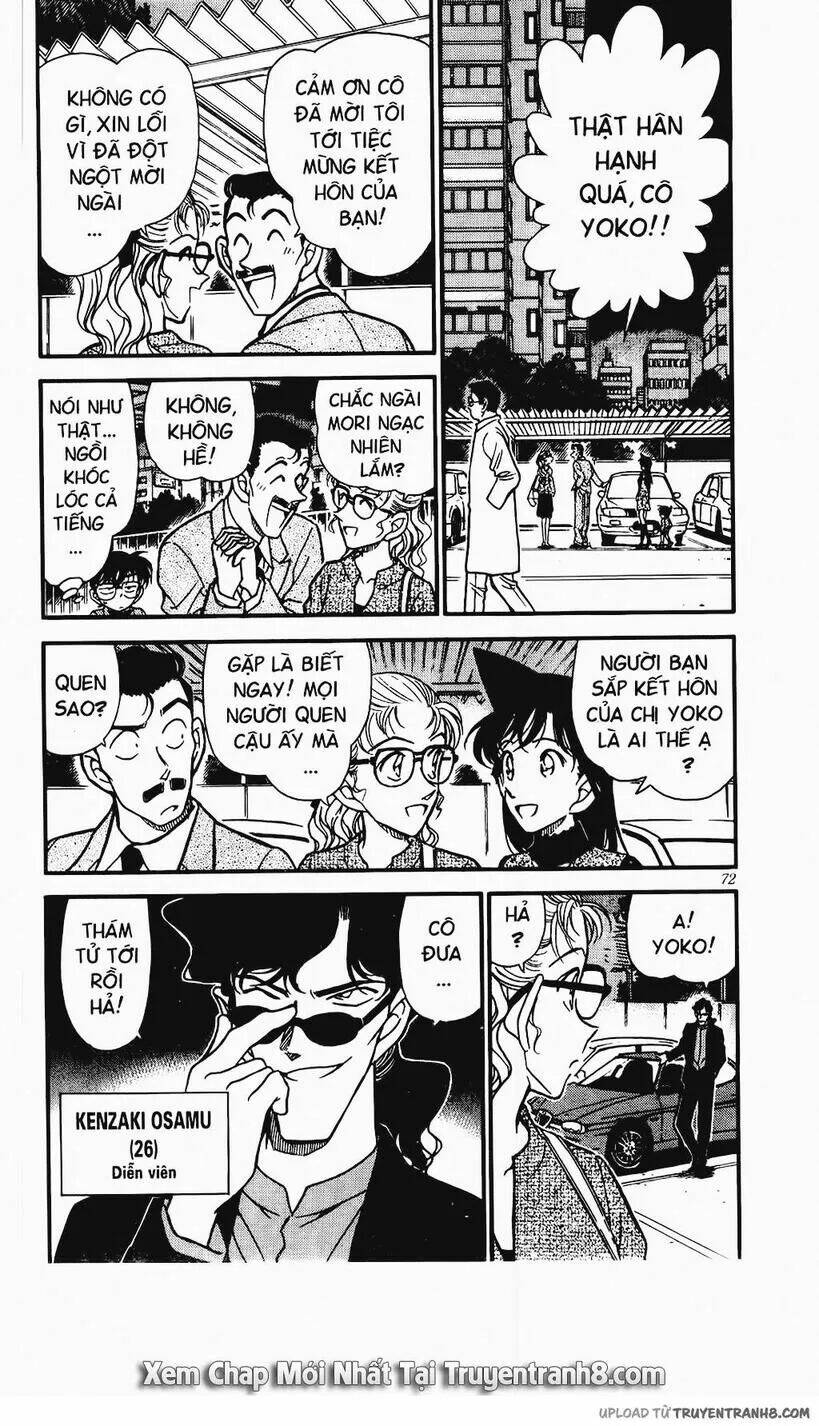 THẬT HÂN
HẠNH
QUÁ, CÔ
YOKO!!
CẢM ƠN CÔ
ĐÃ MỜI TÔI
TỚI TIỆC
MỪNG KẾT
HÔN CỦA
BẠN!
KHÔNG CÓ
GÌ, XIN LỖI
VÌ ĐÃ ĐỘT
NGỘT MỜI
NGÀI
...
CHẮC NGÀI
MORI NGẠC
NHIÊN
LẮM?
KHÔNG,
KHÔNG
HỀ!
NÓI NHƯ
THẬT...
NGỒI
KHÓC
LÓC CẢ
TIẾNG
...
NGƯỜI BẠN
SẮP KẾT HÔN
CỦA CHỊ YOKO
LÀ AI THẾ Ạ
?
GẶP LÀ BIẾT
NGAY! MỌI
NGƯỜI QUEN
CẬU ẤY MÀ
...
QUEN
SAO?
72
A!
YOKO!
HẢ
?
CÔ
ĐƯA
...
THÁM
TỬ TỚI
RỒI
HẢ!
KENZAKI OSAMU
(26)
Diễn viên
Xem Chap Mới Nhất Tại Truyentranh8.com
UPLOAD TỪ TRUYENTRANH8.COM